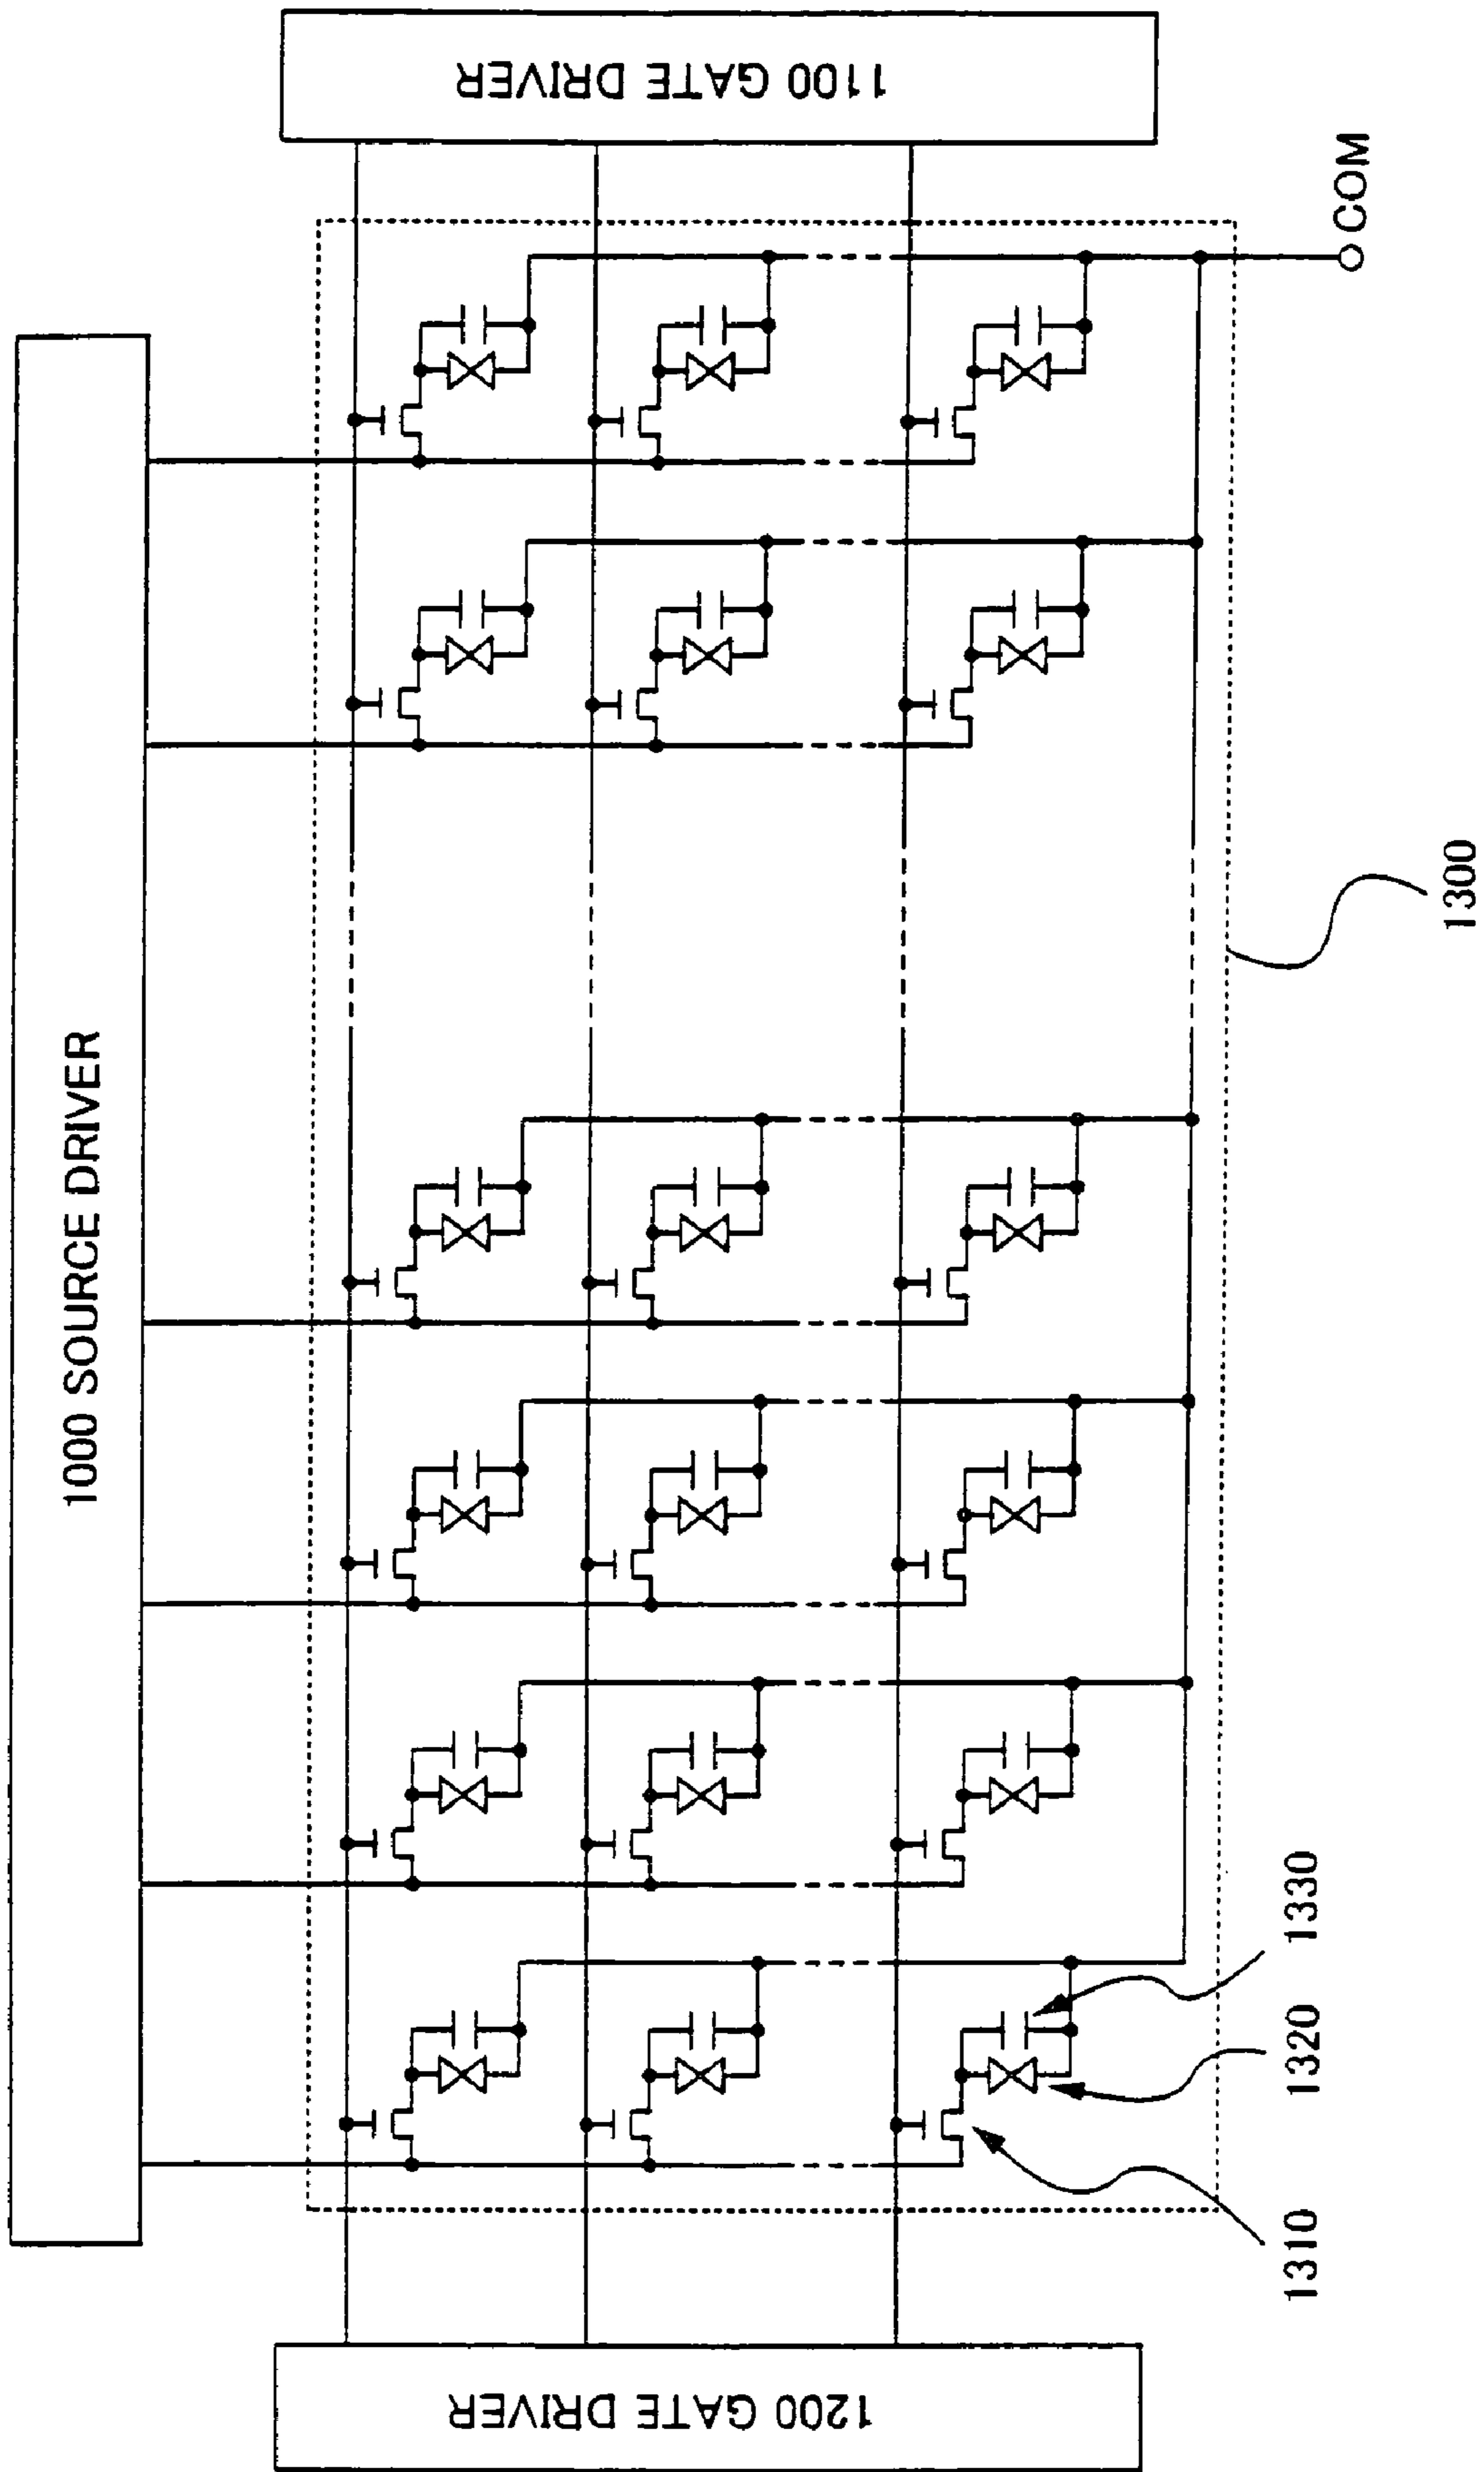 1000 SOURCE DRIVER
1200 GATE DRIVER
1100 GATE DRIVER
COM
1310
1320
1330
1300